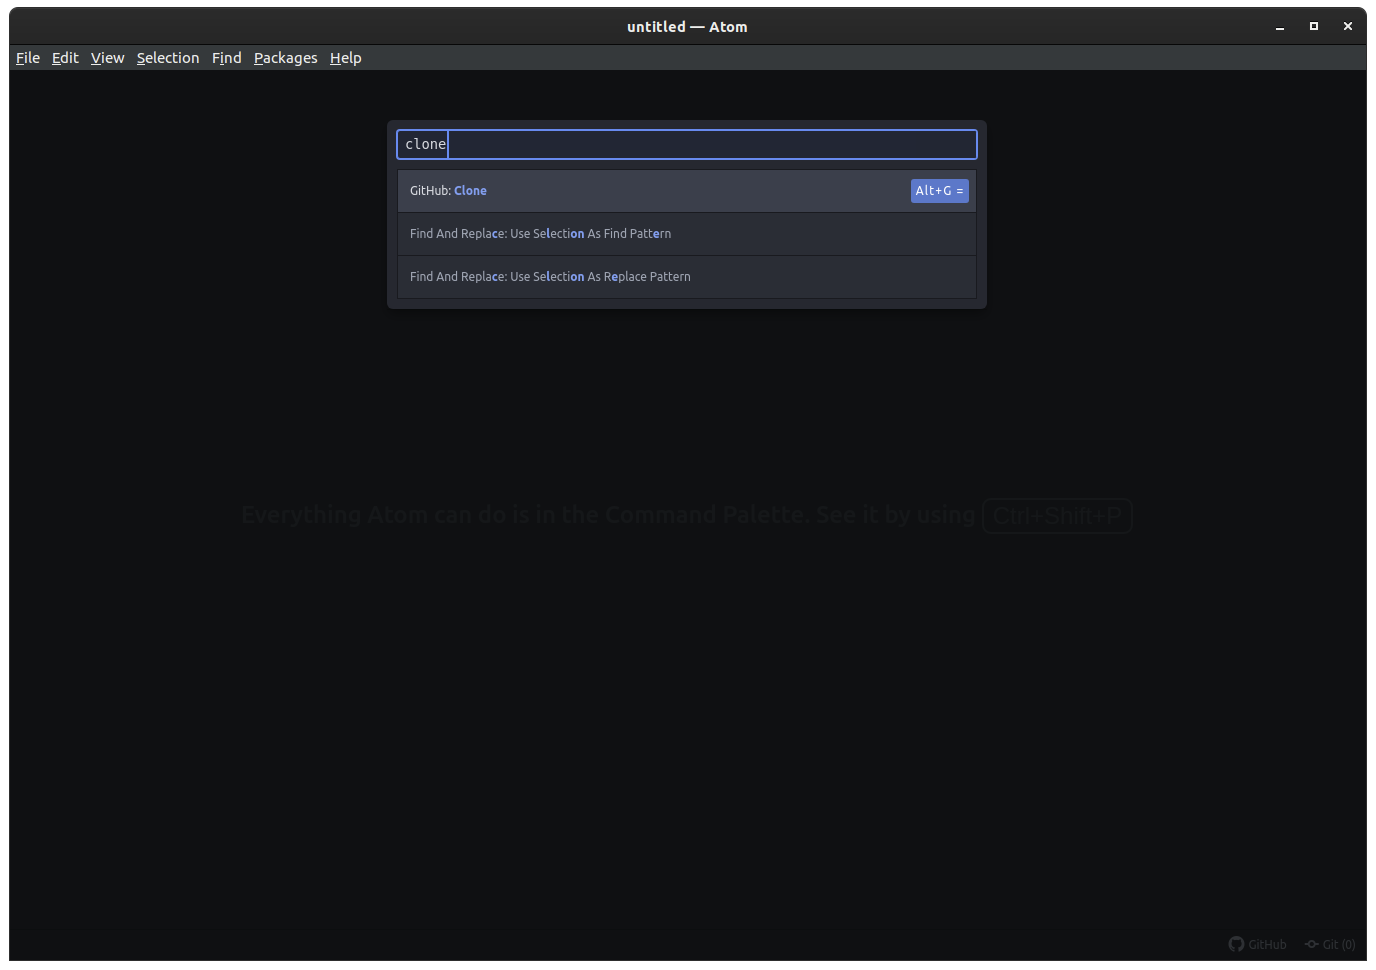 untitled — Atom
File Edit View Selection Find Packages Help
clone
GitHub: Clone Alt+G =
Find And Replace: Use Selection As Find Pattern
Find And Replace: Use Selection As Replace Pattern
Everything Atom can do is in the Command Palette. See it by using Ctrl+Shift+P
GitHub Git (0)